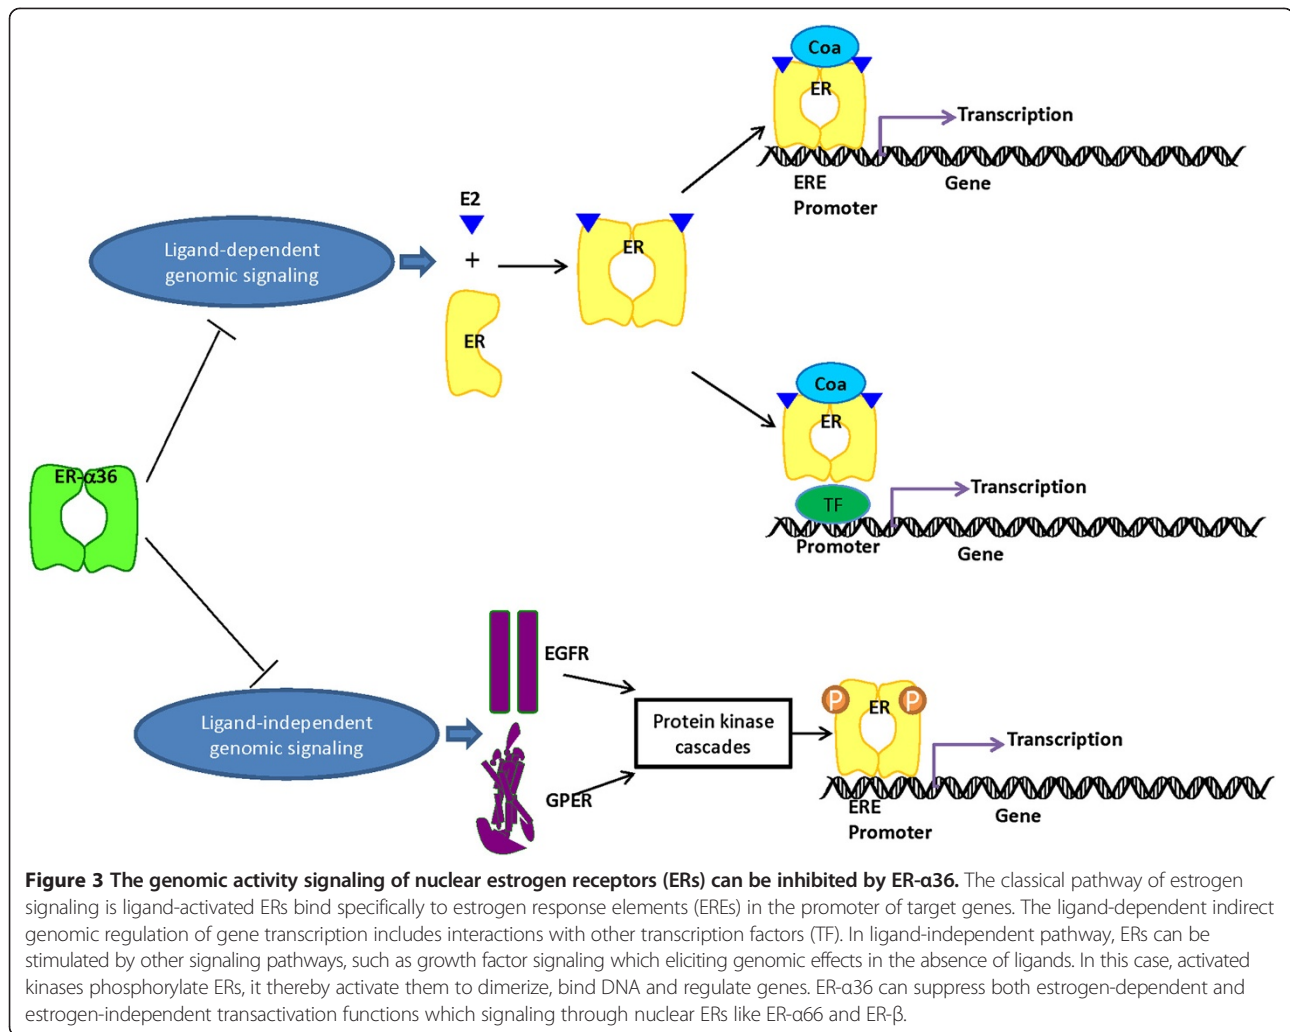 Coa
ER
Transcription
ERE
Promoter
Gene
E2
+
ER
Ligand-dependent
genomic signaling
ER
Coa
ER
TF
Transcription
Promoter
Gene
ER-α36
EGFR
Ligand-independent
genomic signaling
GPER
Protein kinase
cascades
P
ER
P
Transcription
ERE
Promoter
Gene
Figure 3 The genomic activity signaling of nuclear estrogen receptors (ERs) can be inhibited by ER-α36. The classical pathway of estrogen
signaling is ligand-activated ERs bind specifically to estrogen response elements (EREs) in the promoter of target genes. The ligand-dependent indirect
genomic regulation of gene transcription includes interactions with other transcription factors (TF). In ligand-independent pathway, ERs can be
stimulated by other signaling pathways, such as growth factor signaling which eliciting genomic effects in the absence of ligands. In this case, activated
kinases phosphorylate ERs, it thereby activate them to dimerize, bind DNA and regulate genes. ER-α36 can suppress both estrogen-dependent and
estrogen-independent transactivation functions which signaling through nuclear ERs like ER-α66 and ER-β.